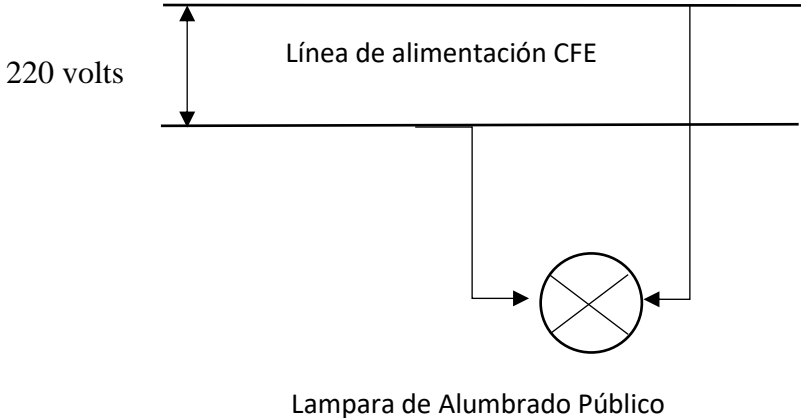 Línea de alimentación CFE
220 volts
Lampara de Alumbrado Público